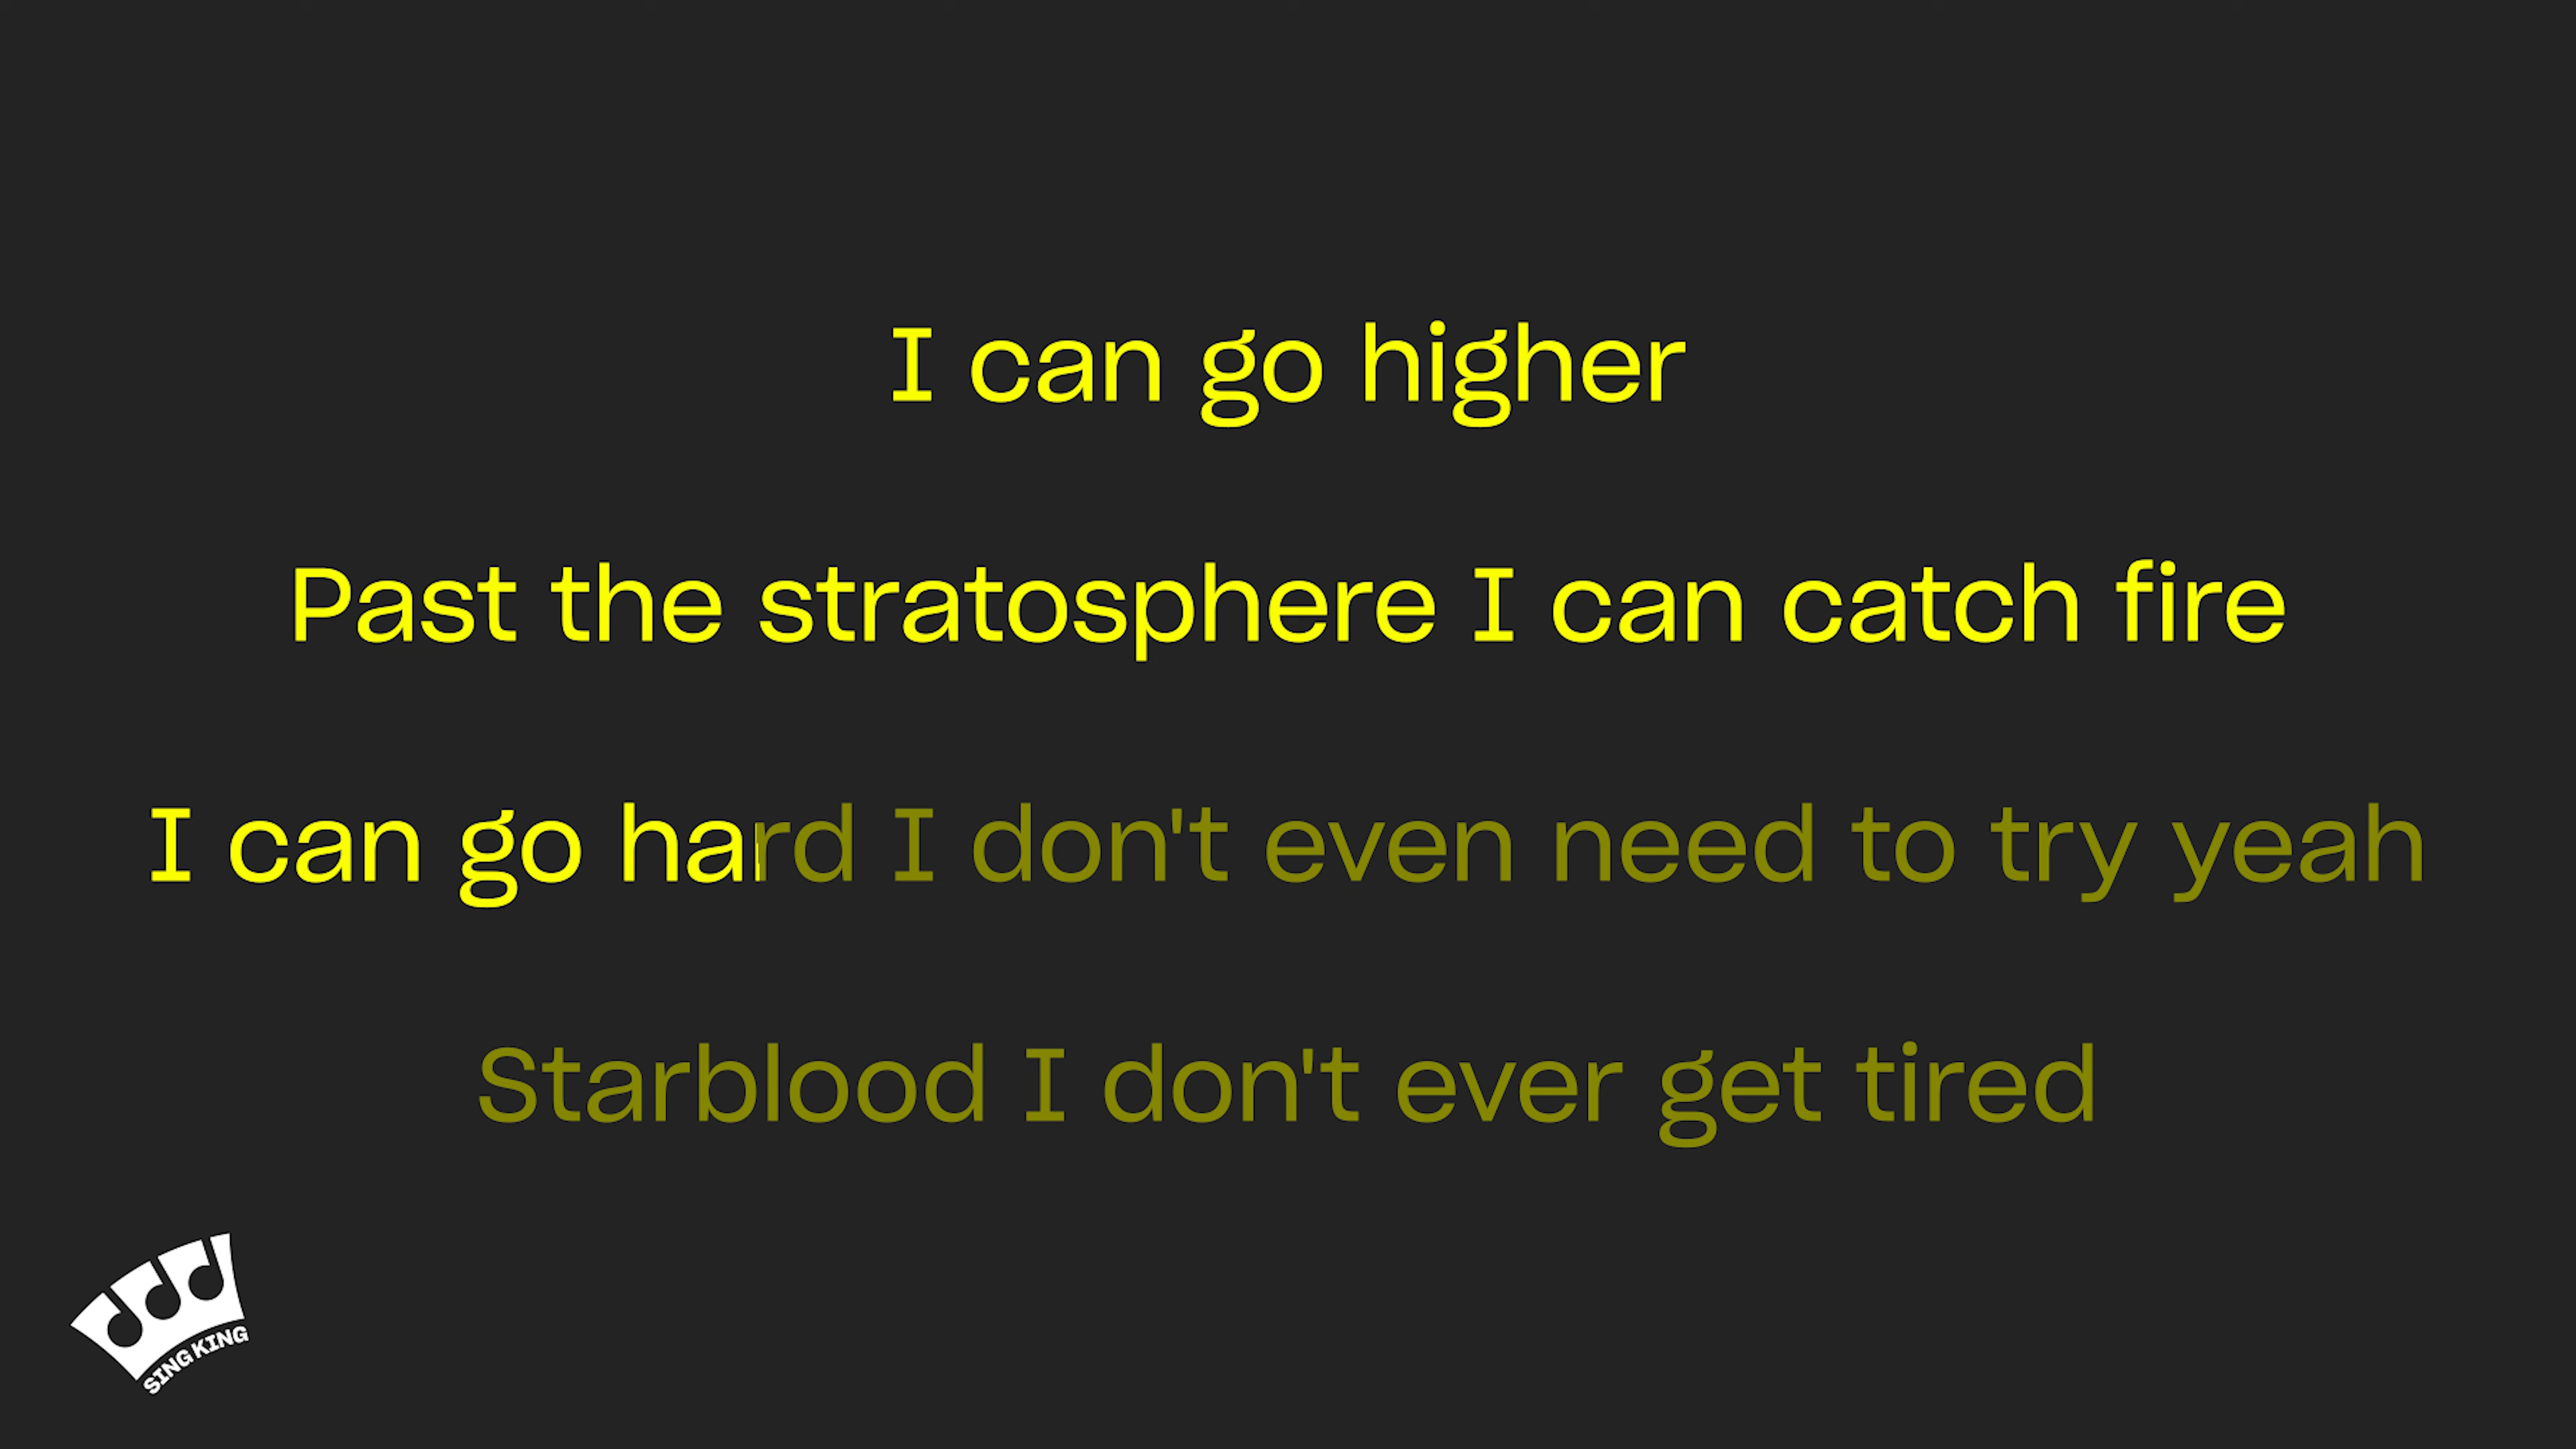 I can go higher
Past the stratosphere I can catch fire
I can go hard I don't even need to try yeah
Starblood I don't ever get tired
SING KING